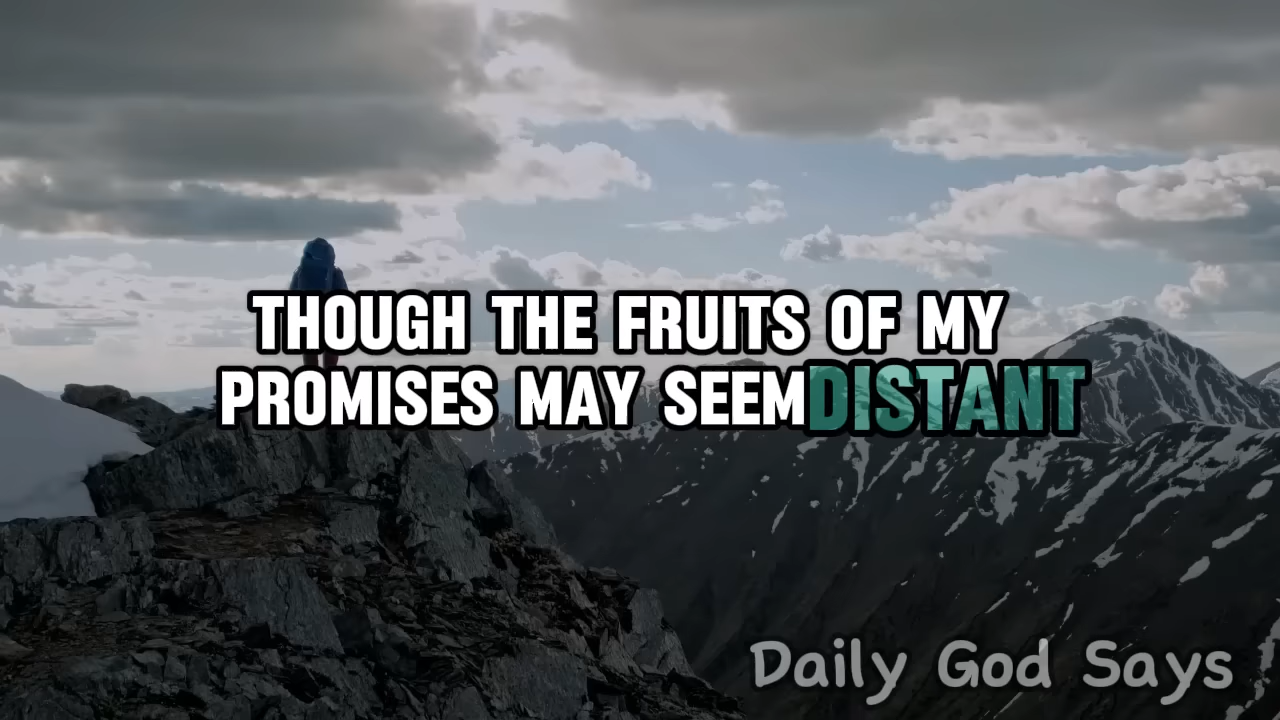 THOUGH THE FRUITS OF MY
PROMISES MAY SEEM DISTANT
Daily God Says